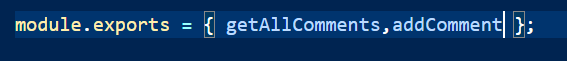 module.exports = { getAllComments,addComment };